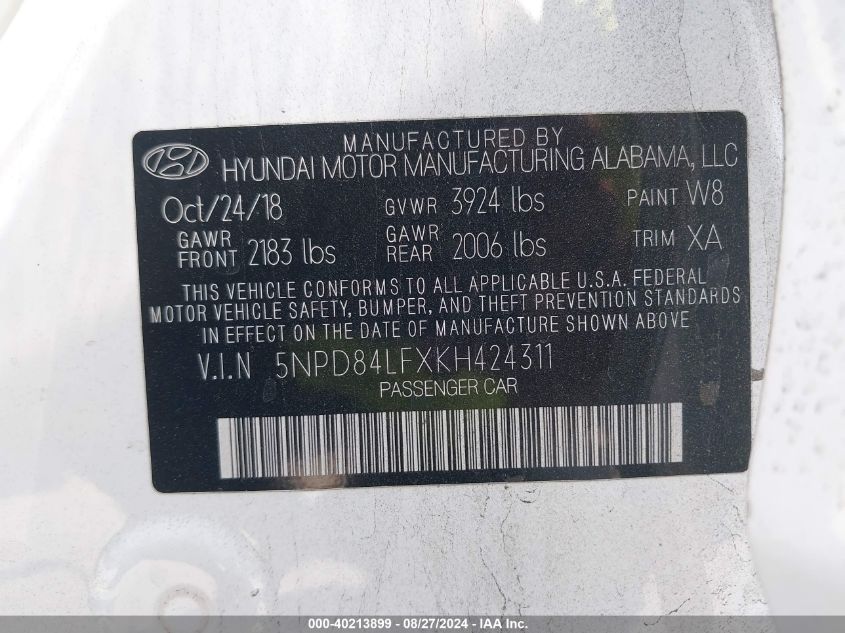 MANUFACTURED BY
HYUNDAI MOTOR MANUFACTURING ALABAMA, LLC
Oct/24/18 GVWR 3924 lbs PAINT W8
GAWR FRONT 2183 lbs GAWR REAR 2006 lbs TRIM XA
THIS VEHICLE CONFORMS TO ALL APPLICABLE U.S.A. FEDERAL
MOTOR VEHICLE SAFETY, BUMPER, AND THEFT PREVENTION STANDARDS
IN EFFECT ON THE DATE OF MANUFACTURE SHOWN ABOVE
V.I.N 5NPD84LFXKH424311
PASSENGER CAR
000-40213899 - 08/27/2024 - IAAI.COM